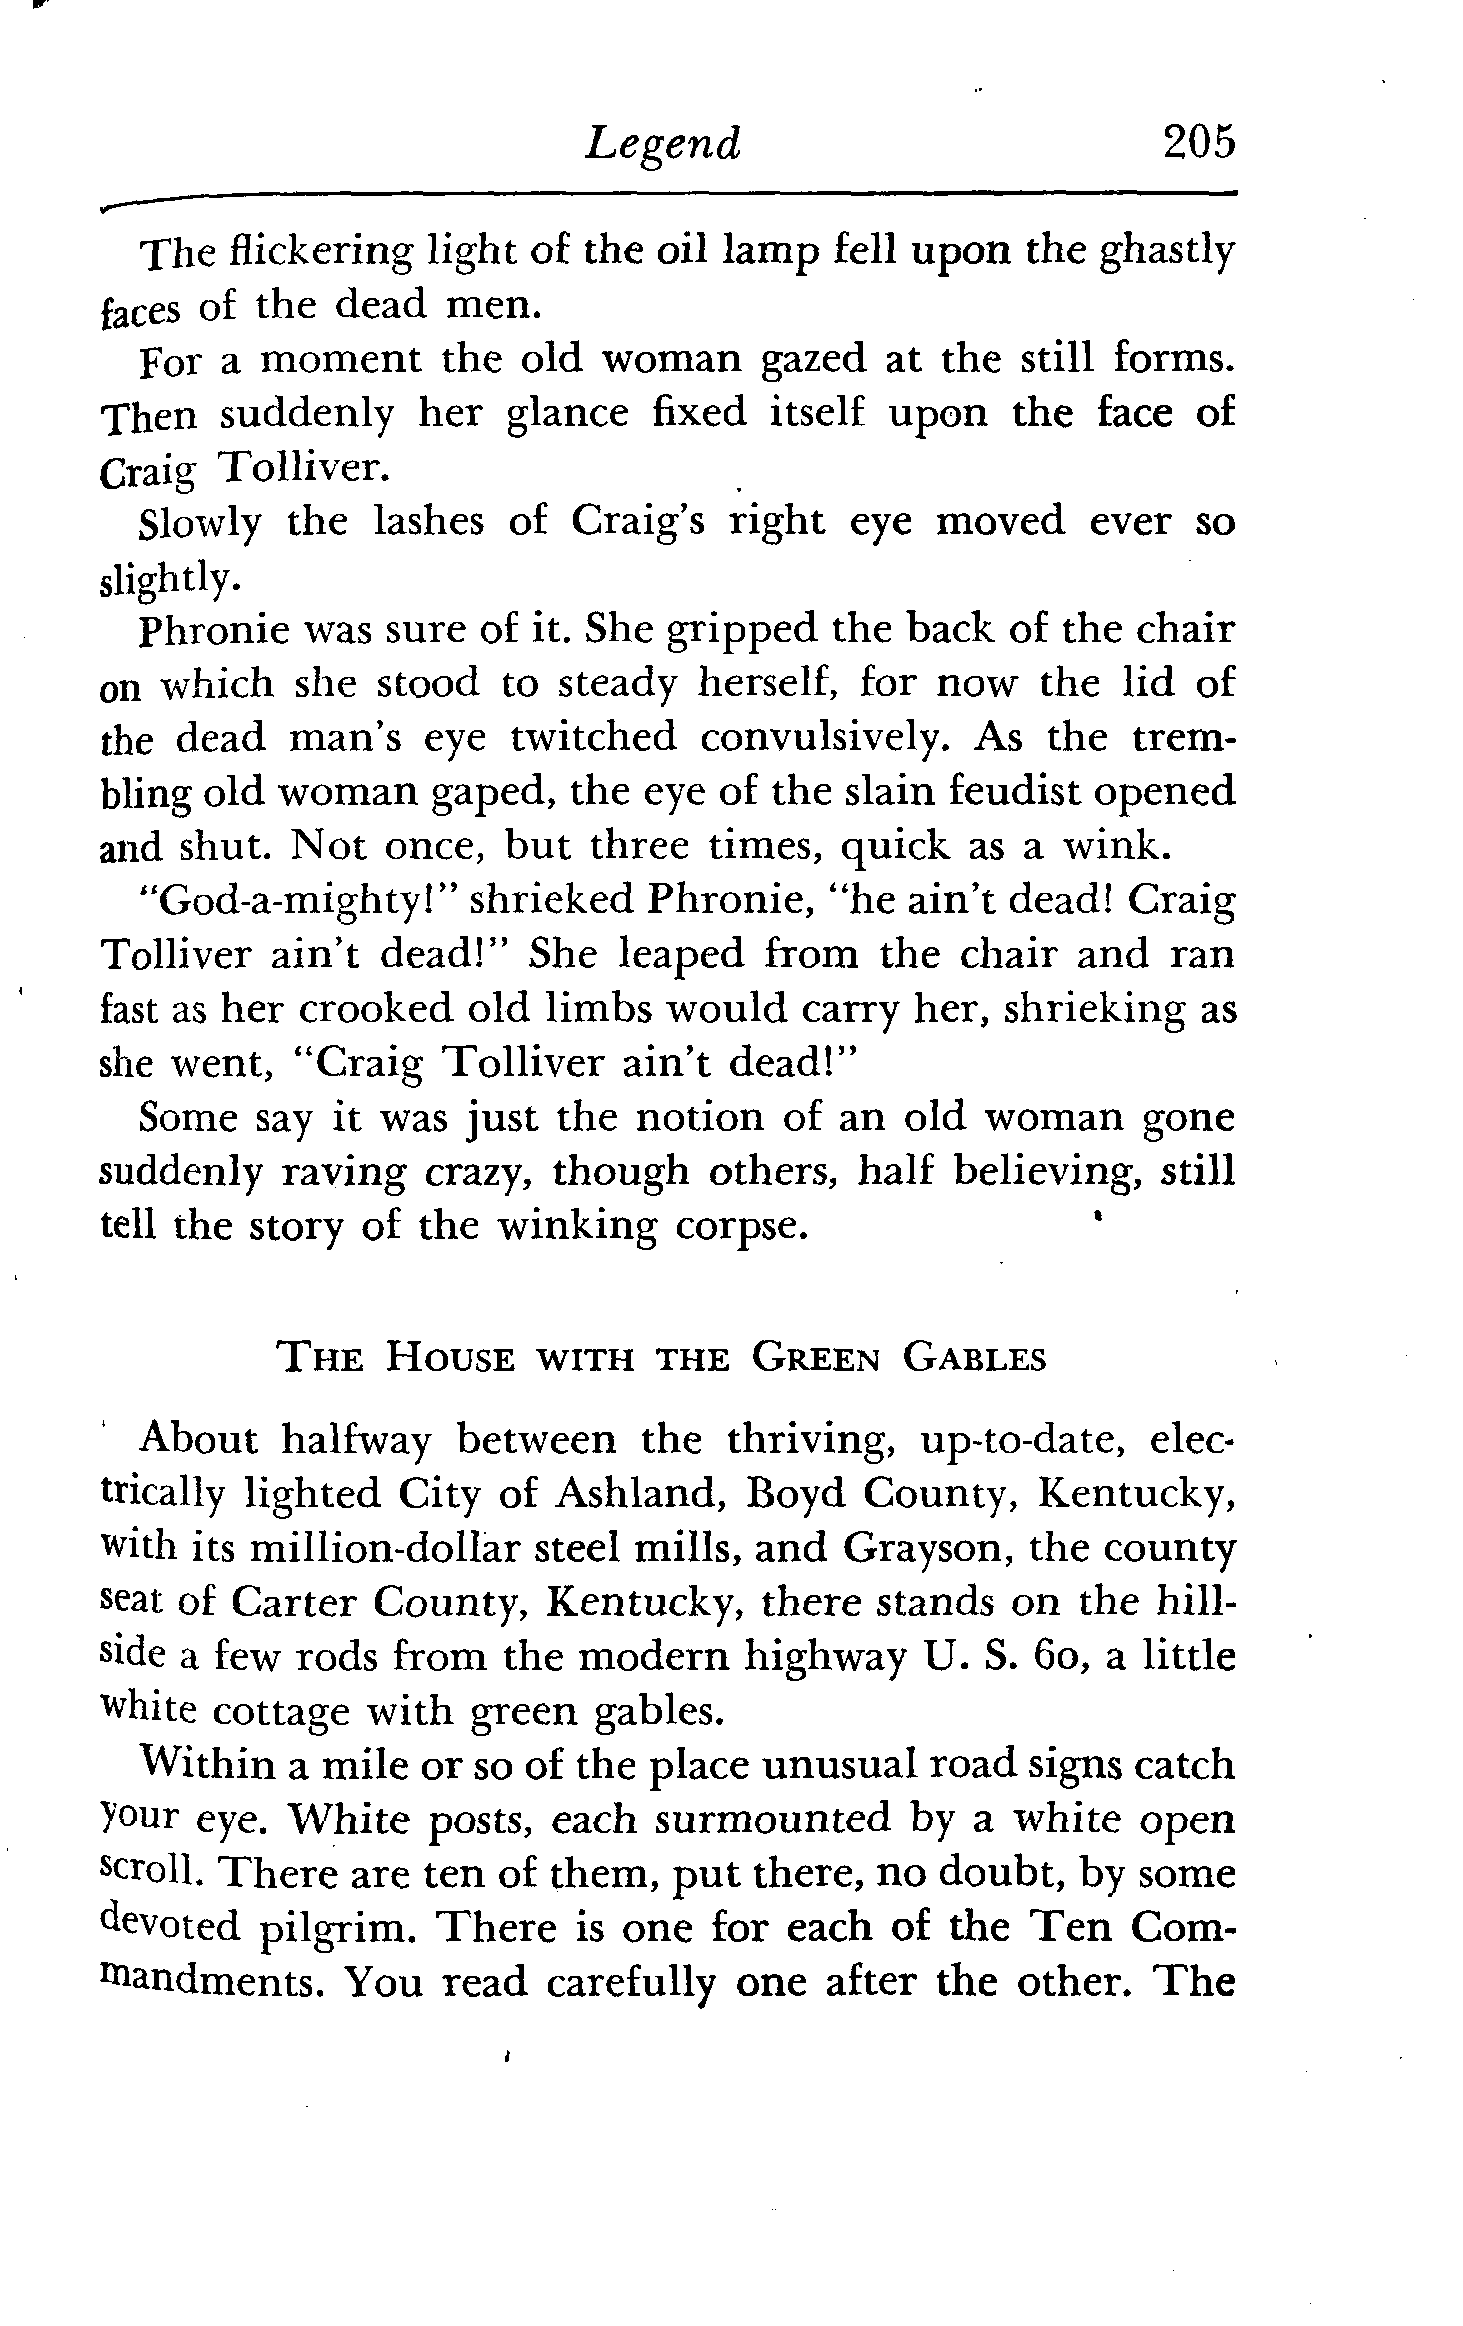 Legend 205
The flickering light of the oil lamp fell upon the ghastly
faces of the dead men.
For a moment the old woman gazed at the still forms.
Then suddenly her glance fixed itself upon the face of
Craig Tolliver.
Slowly the lashes of Craig's right eye moved ever so
slightly.
Phronie was sure of it. She gripped the back of the chair
on which she stood to steady herself, for now the lid of
the dead man's eye twitched convulsively. As the trem-
bling old woman gaped, the eye of the slain feudist opened
and shut. Not once, but three times, quick as a wink.
"God-a-mighty!" shrieked Phronie, "he ain't dead! Craig
Tolliver ain't dead!" She leaped from the chair and ran
fast as her crooked old limbs would carry her, shrieking as
she went, "Craig Tolliver ain't dead!"
Some say it was just the notion of an old woman gone
suddenly raving crazy, though others, half believing, still
tell the story of the winking corpse.
THE HOUSE WITH THE GREEN GABLES
About halfway between the thriving, up-to-date, elec-
trically lighted City of Ashland, Boyd County, Kentucky,
with its million-dollar steel mills, and Grayson, the county
seat of Carter County, Kentucky, there stands on the hill-
side a few rods from the modern highway U. S. 60, a little
white cottage with green gables.
Within a mile or so of the place unusual road signs catch
your eye. White posts, each surmounted by a white open
scroll. There are ten of them, put there, no doubt, by some
devoted pilgrim. There is one for each of the Ten Com-
mandments. You read carefully one after the other. The